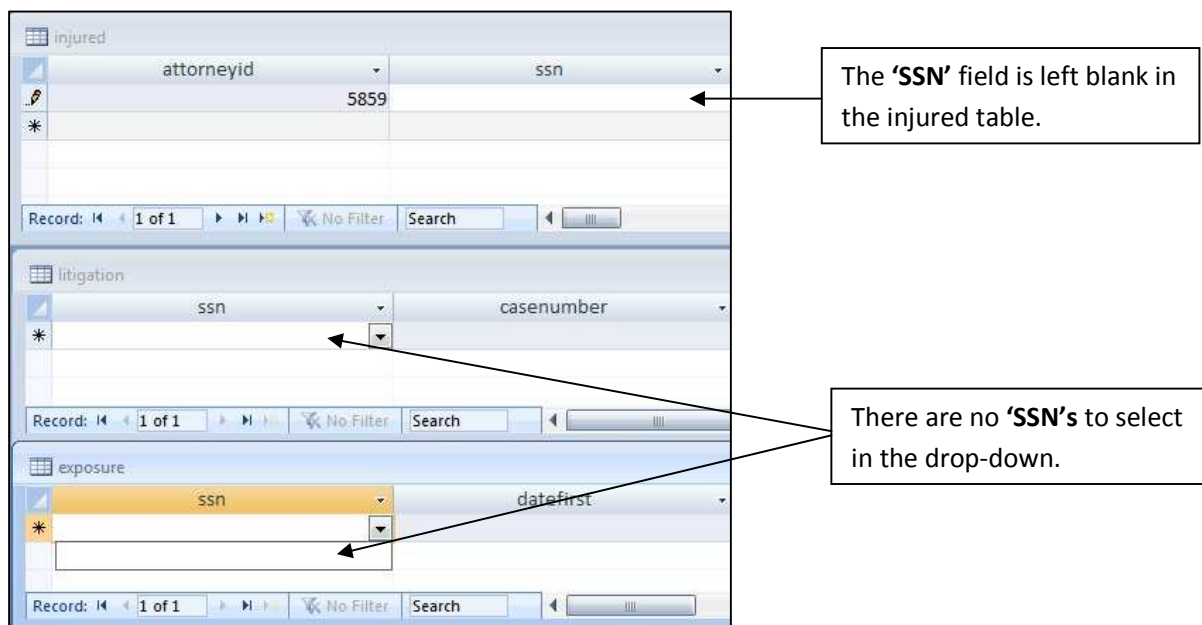 injured
attorneyid ssn
5859
*
Record: 1 of 1 No Filter Search
The ‘SSN’ field is left blank in
the injured table.
litigation
ssn casenumber
*
Record: 1 of 1 No Filter Search
exposure
ssn datefirst
*
Record: 1 of 1 No Filter Search
There are no ‘SSN’s to select
in the drop-down.